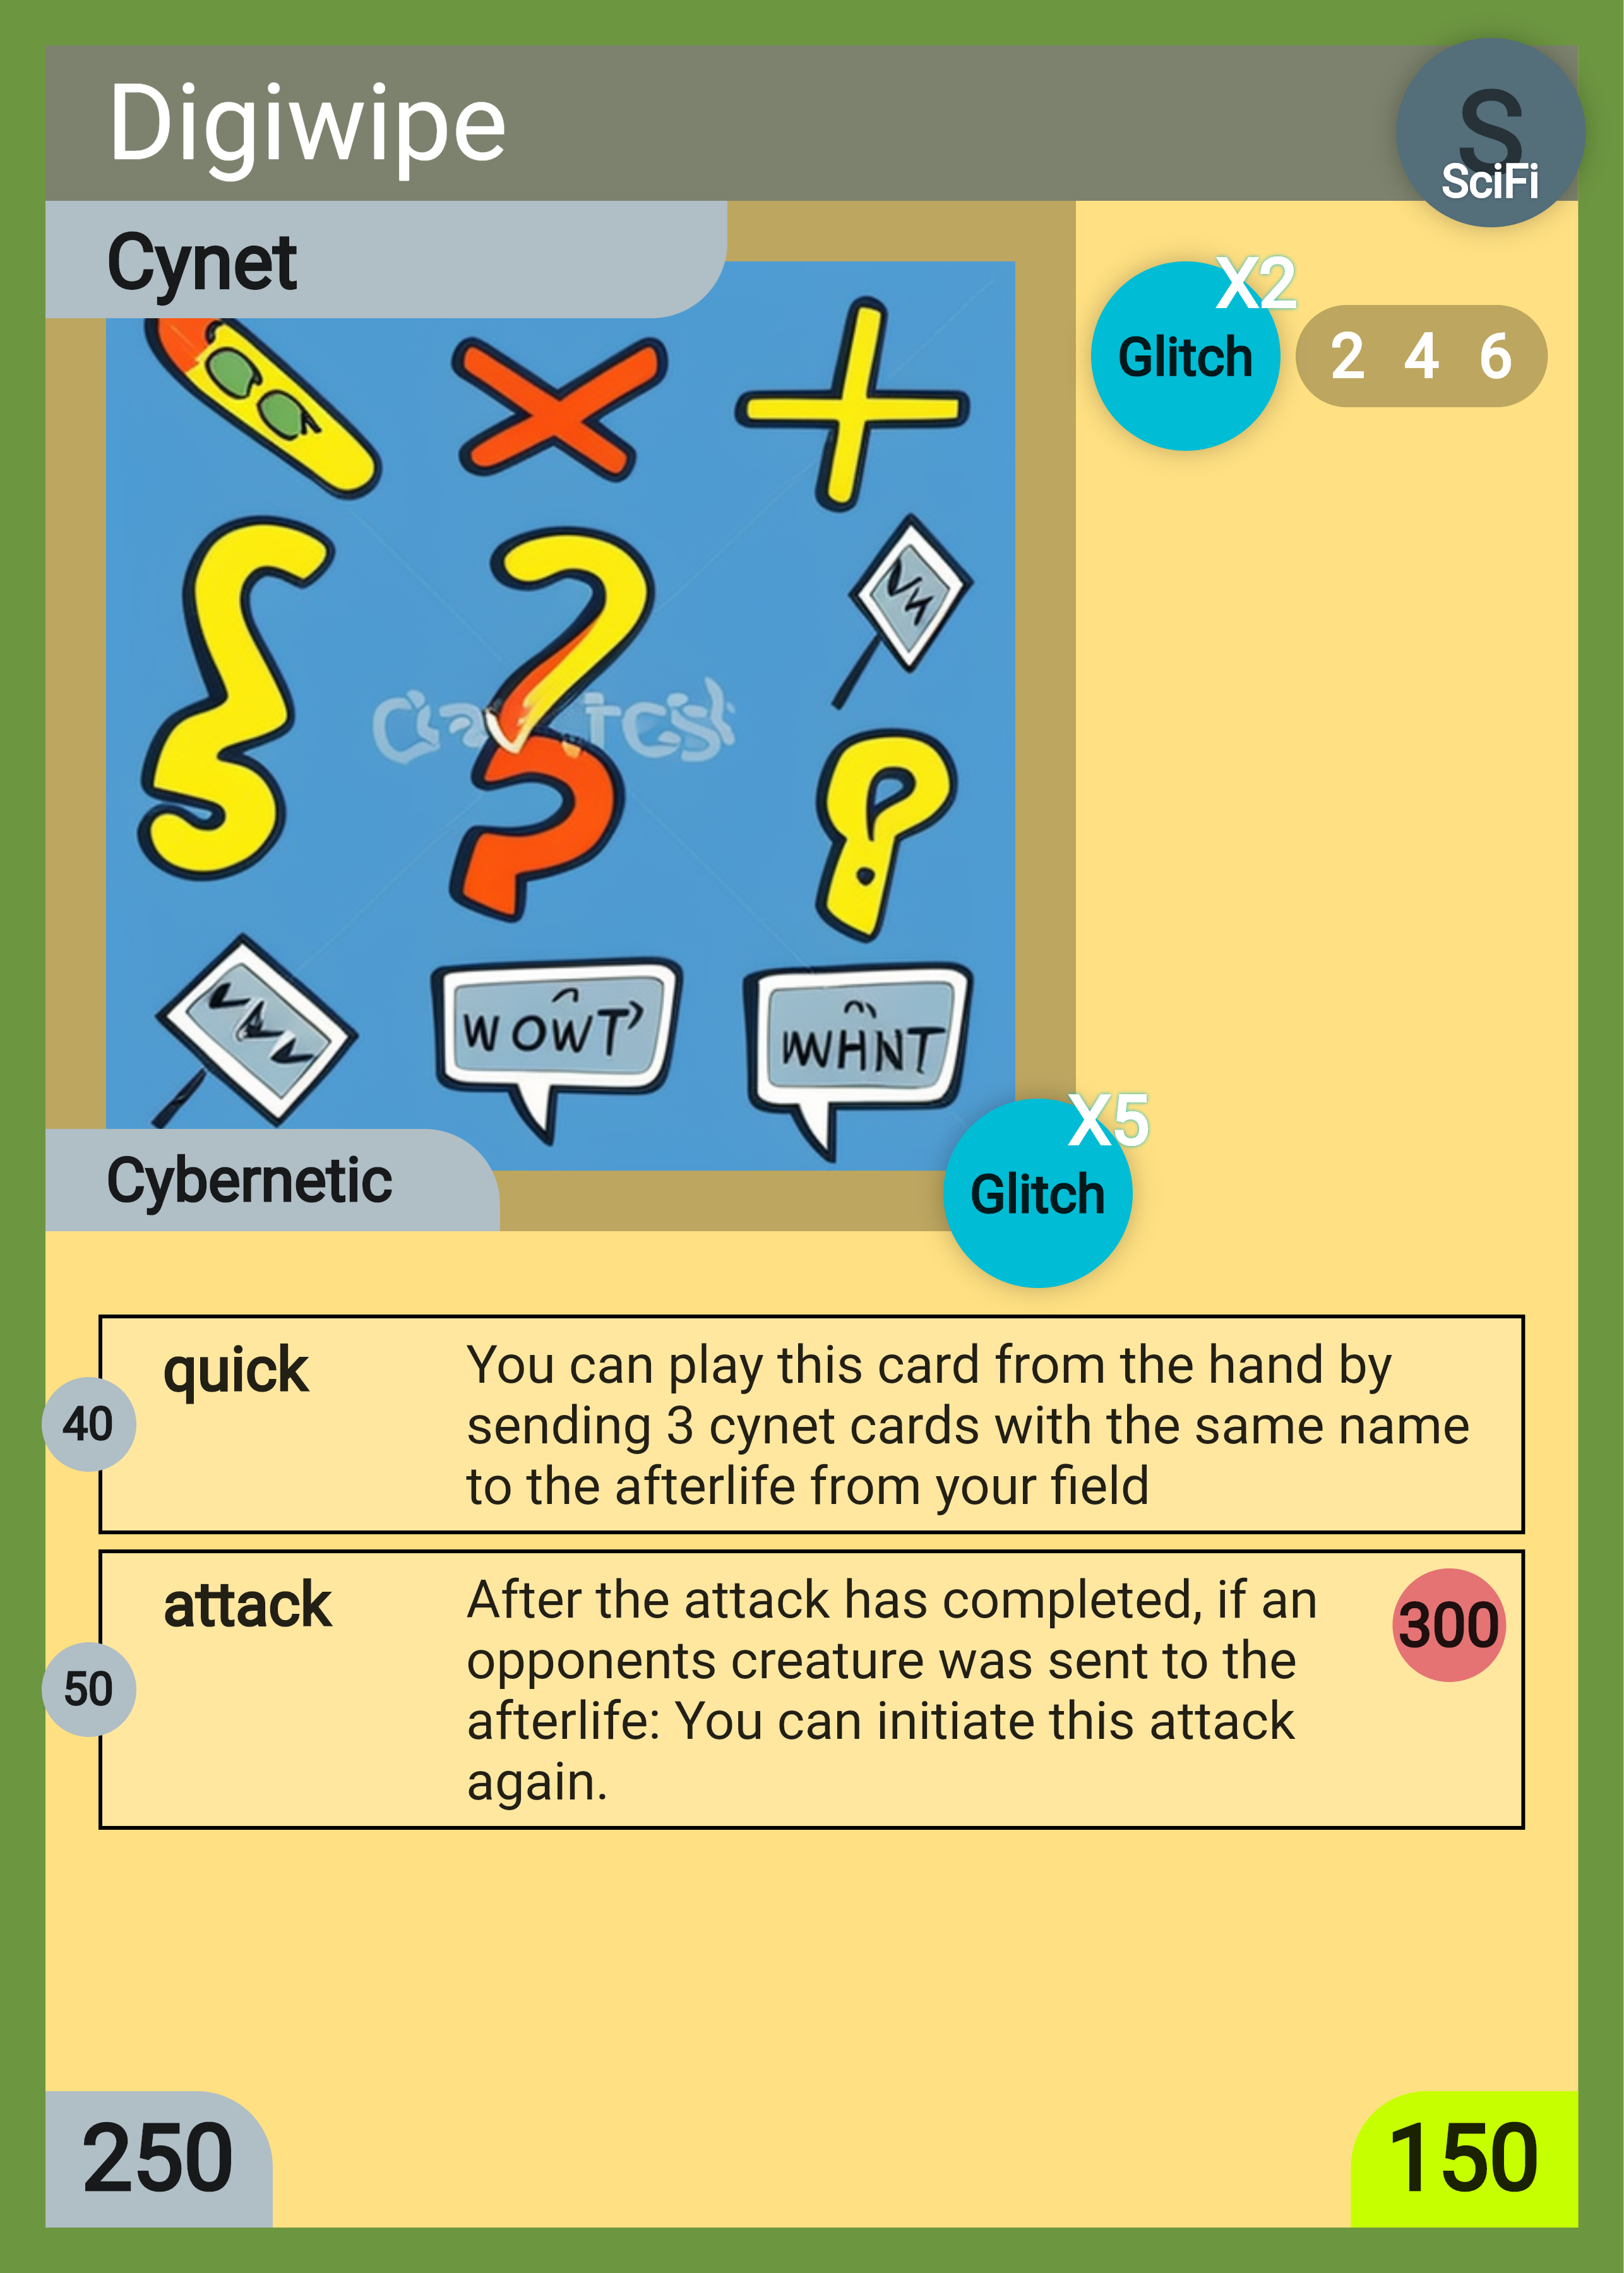 Digiwipe
S
SciFi
Cynet
X2
Glitch
2 4 6
WOWT
X5
Glitch
Cybernetic
quick
You can play this card from the hand by
sending 3 cynet cards with the same name
to the afterlife from your field
40
attack
After the attack has completed, if an
opponents creature was sent to the
afterlife: You can initiate this attack
again.
300
50
250
150